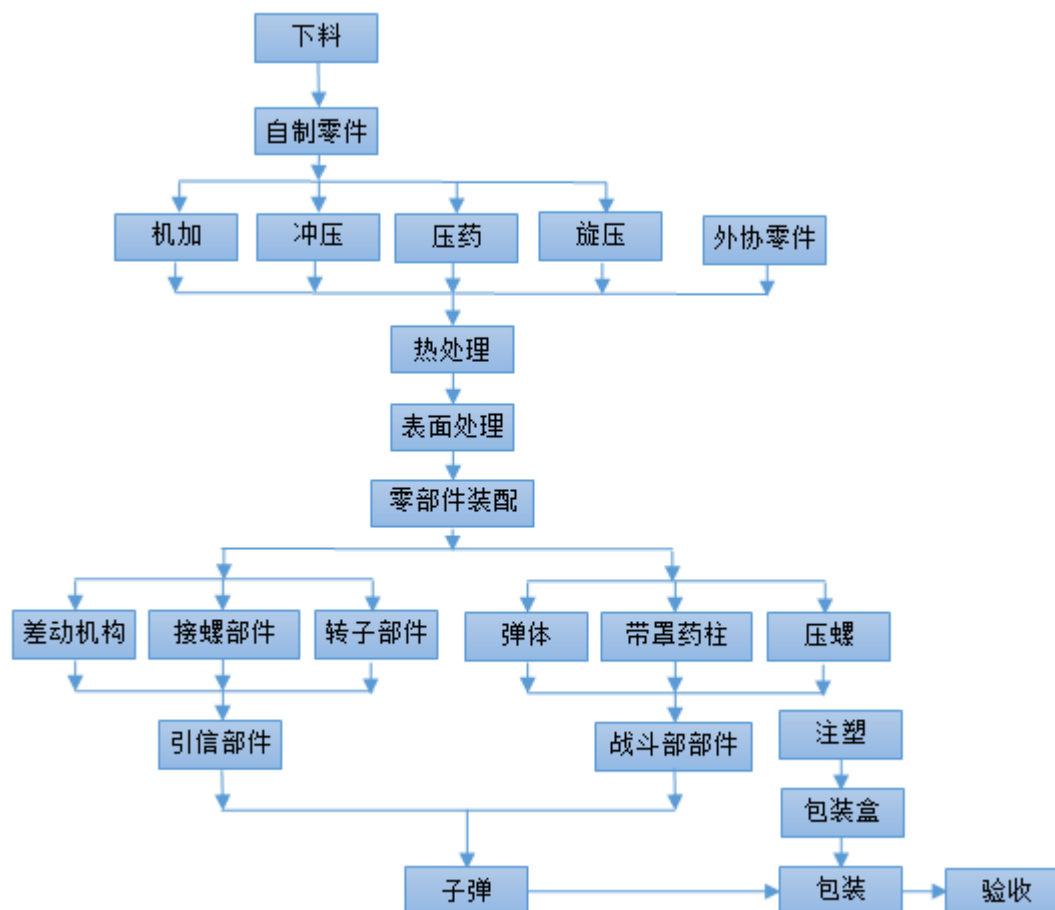 下料
自制零件
机加
冲压
压药
旋压
外协零件
热处理
表面处理
零部件装配
差动机构
接螺部件
转子部件
弹体
带罩药柱
压螺
引信部件
战斗部部件
注塑
包装盒
子弹
包装
验收